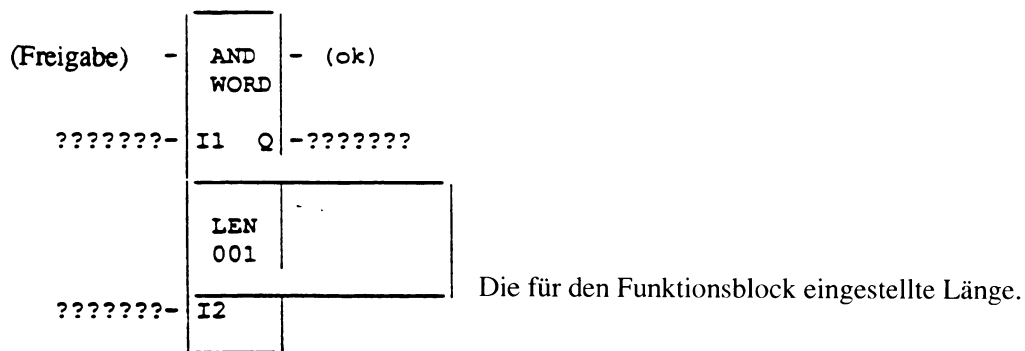 (Freigabe) - AND - (ok)
WORD
???????- I1 Q -???????
LEN
001
Die für den Funktionsblock eingestellte Länge.
???????- I2